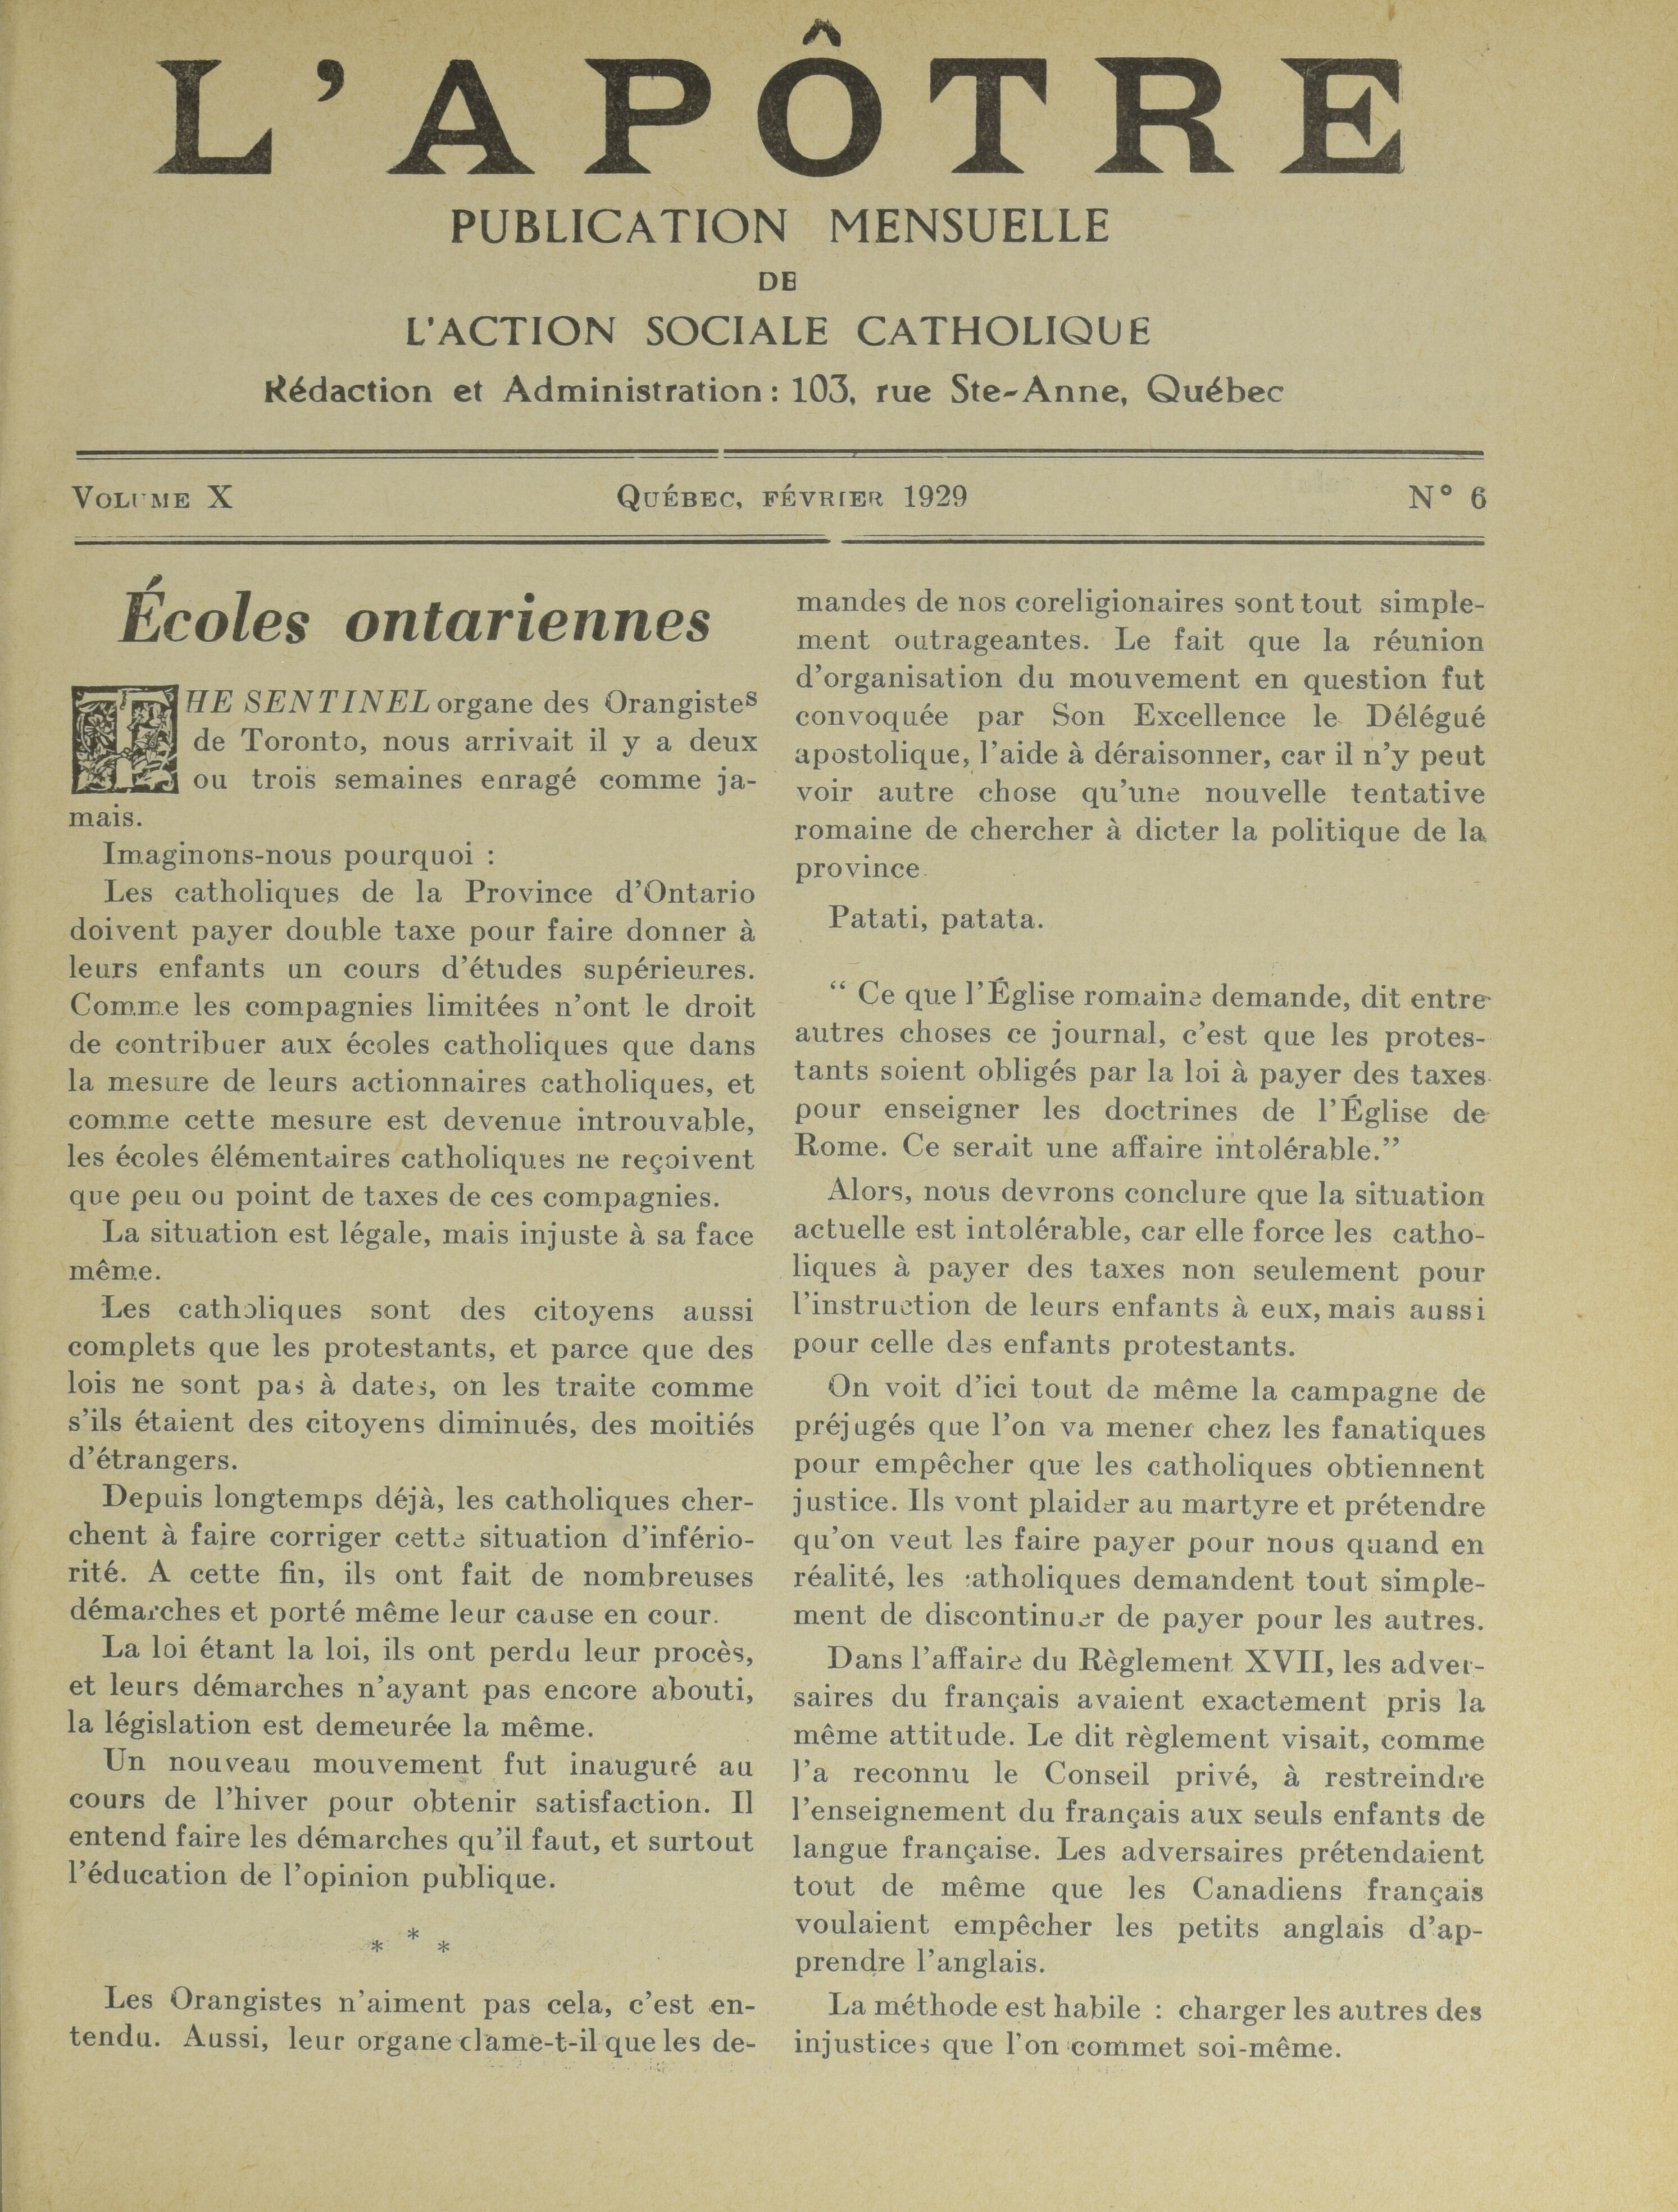 L'APÔTRE
PUBLICATION MENSUELLE
DE
L'ACTION SOCIALE CATHOLIQUE
Rédaction et Administration : 103, rue Ste-Anne, Québec
VOLUME X QUÉBEC, FÉVRIER 1929 N° 6
Écoles ontariennes
THE SENTINEL organe des Orangistes
de Toronto, nous arrivait il y a deux
ou trois semaines enragé comme ja-
mais.
Imaginons-nous pourquoi :
Les catholiques de la Province d'Ontario
doivent payer double taxe pour faire donner à
leurs enfants un cours d'études supérieures.
Comme les compagnies limitées n'ont le droit
de contribuer aux écoles catholiques que dans
la mesure de leurs actionnaires catholiques, et
comme cette mesure est devenue introuvable,
les écoles élémentaires catholiques ne reçoivent
que peu ou point de taxes de ces compagnies.
La situation est légale, mais injuste à sa face
même.
Les catholiques sont des citoyens aussi
complets que les protestants, et parce que des
lois ne sont pas à dates, on les traite comme
s'ils étaient des citoyens diminués, des moitiés
d'étrangers.
Depuis longtemps déjà, les catholiques cher-
chent à faire corriger cette situation d'infério-
rité. A cette fin, ils ont fait de nombreuses
démarches et porté même leur cause en cour.
La loi étant la loi, ils ont perdu leur procès,
et leurs démarches n'ayant pas encore abouti,
la législation est demeurée la même.
Un nouveau mouvement fut inauguré au
cours de l'hiver pour obtenir satisfaction. Il
entend faire les démarches qu'il faut, et surtout
l'éducation de l'opinion publique.
* * *
Les Orangistes n'aiment pas cela, c'est en-
tendu. Aussi, leur organe clame-t-il que les de-
mandes de nos coreligionaires sont tout simple-
ment outrageantes. Le fait que la réunion
d'organisation du mouvement en question fut
convoquée par Son Excellence le Délégué
apostolique, l'aide à déraisonner, car il n'y peut
voir autre chose qu'une nouvelle tentative
romaine de chercher à dicter la politique de la
province.
Patati, patata.
“ Ce que l'Église romaine demande, dit entre
autres choses ce journal, c'est que les protes-
tants soient obligés par la loi à payer des taxes
pour enseigner les doctrines de l'Église de
Rome. Ce serait une affaire intolérable.”
Alors, nous devrons conclure que la situation
actuelle est intolérable, car elle force les catho-
liques à payer des taxes non seulement pour
l'instruction de leurs enfants à eux, mais aussi
pour celle des enfants protestants.
On voit d'ici tout de même la campagne de
préjugés que l'on va mener chez les fanatiques
pour empêcher que les catholiques obtiennent
justice. Ils vont plaider au martyre et prétendre
qu'on veut les faire payer pour nous quand en
réalité, les catholiques demandent tout simple-
ment de discontinuer de payer pour les autres.
Dans l'affaire du Règlement XVII, les adver-
saires du français avaient exactement pris la
même attitude. Le dit règlement visait, comme
l'a reconnu le Conseil privé, à restreindre
l'enseignement du français aux seuls enfants de
langue française. Les adversaires prétendaient
tout de même que les Canadiens français
voulaient empêcher les petits anglais d'ap-
prendre l'anglais.
La méthode est habile : charger les autres des
injustices que l'on commet soi-même.